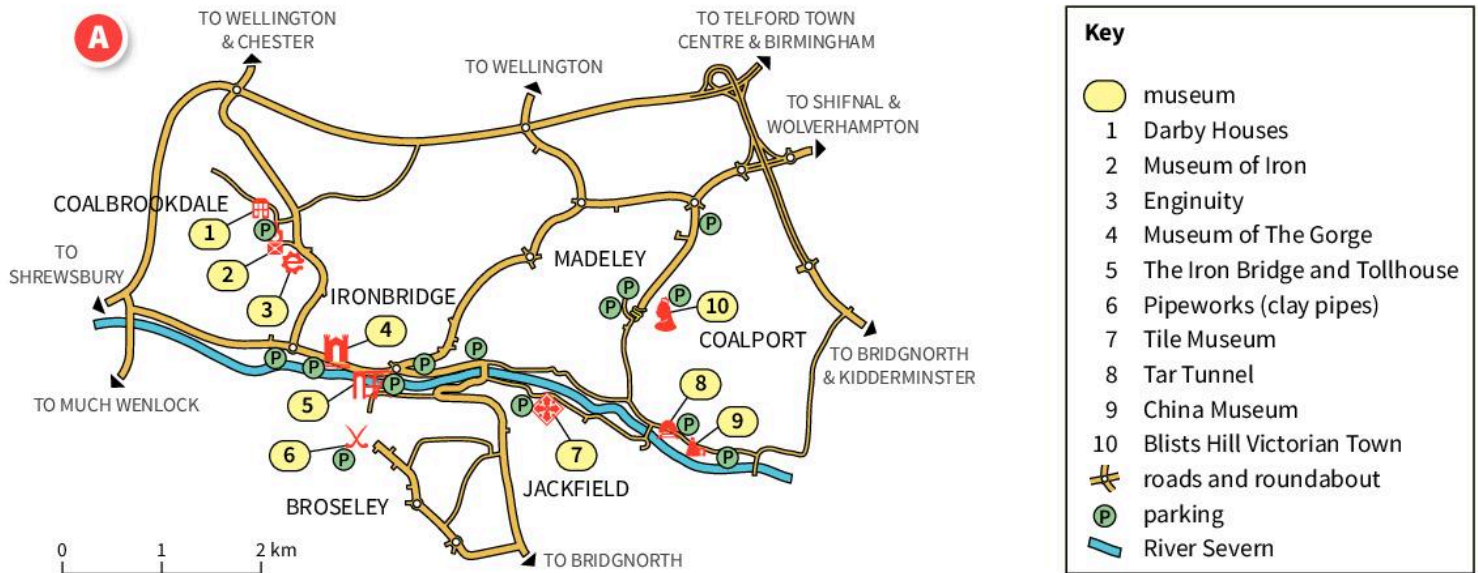 A
TO WELLINGTON
& CHESTER
TO WELLINGTON
TO TELFORD TOWN
CENTRE & BIRMINGHAM
TO SHIFNAL &
WOLVERHAMPTON
COALBROOKDALE
1
P
2
3
TO
SHREWSBURY
IRONBRIDGE
4
MADELEY
P
P
P
P
10
COALPORT
TO BRIDGNORTH
& KIDDERMINSTER
P
P
P
P
P
5
TO MUCH WENLOCK
6
P
P
7
8
P
9
P
JACKFIELD
BROSELEY
TO BRIDGNORTH
0 1 2 km
Key
museum
1 Darby Houses
2 Museum of Iron
3 Enginuity
4 Museum of The Gorge
5 The Iron Bridge and Tollhouse
6 Pipeworks (clay pipes)
7 Tile Museum
8 Tar Tunnel
9 China Museum
10 Blists Hill Victorian Town
roads and roundabout
P parking
River Severn